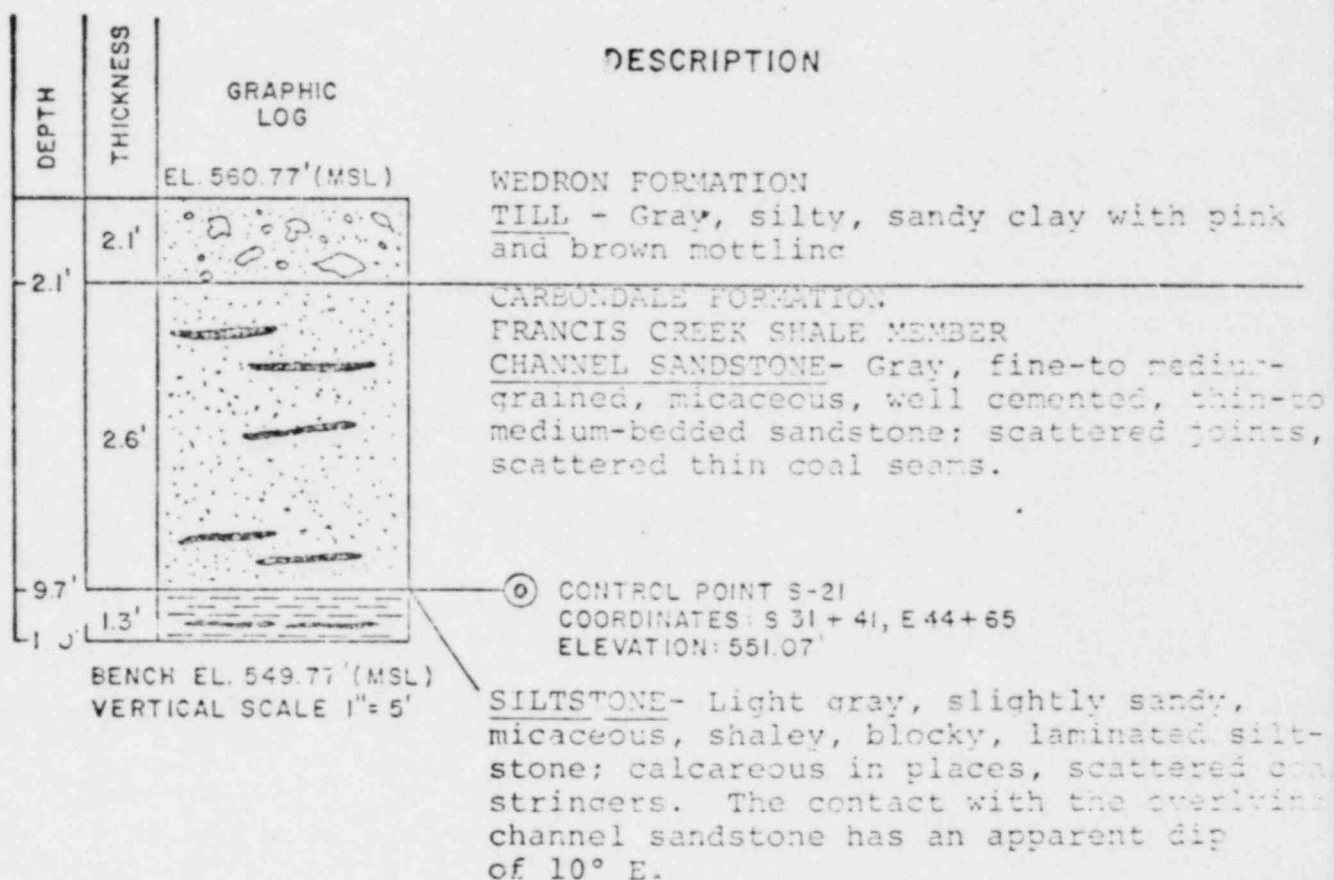 DEPTH
THICKNESS
GRAPHIC
LOG
DESCRIPTION
EL. 560.77'(MSL)
WEDRON FORMATION
TILL - Gray, silty, sandy clay with pink
and brown mottling
2.1'
2.1'
CARBONDALE FORMATION
FRANCIS CREEK SHALE MEMBER
CHANNEL SANDSTONE- Gray, fine-to medium-
grained, micaceous, well cemented, thin-to
medium-bedded sandstone; scattered joints,
scattered thin coal seams.
2.6'
9.7'
CONTROL POINT S-21
COORDINATES: S 31 + 41, E 44 + 65
ELEVATION: 551.07'
1.3'
BENCH EL. 549.77'(MSL)
VERTICAL SCALE 1"= 5'
SILTSTONE- Light gray, slightly sandy,
micaceous, shaley, blocky, laminated silt-
stone; calcareous in places, scattered
stringers. The contact with the overlying
channel sandstone has an apparent dip
of 10° E.